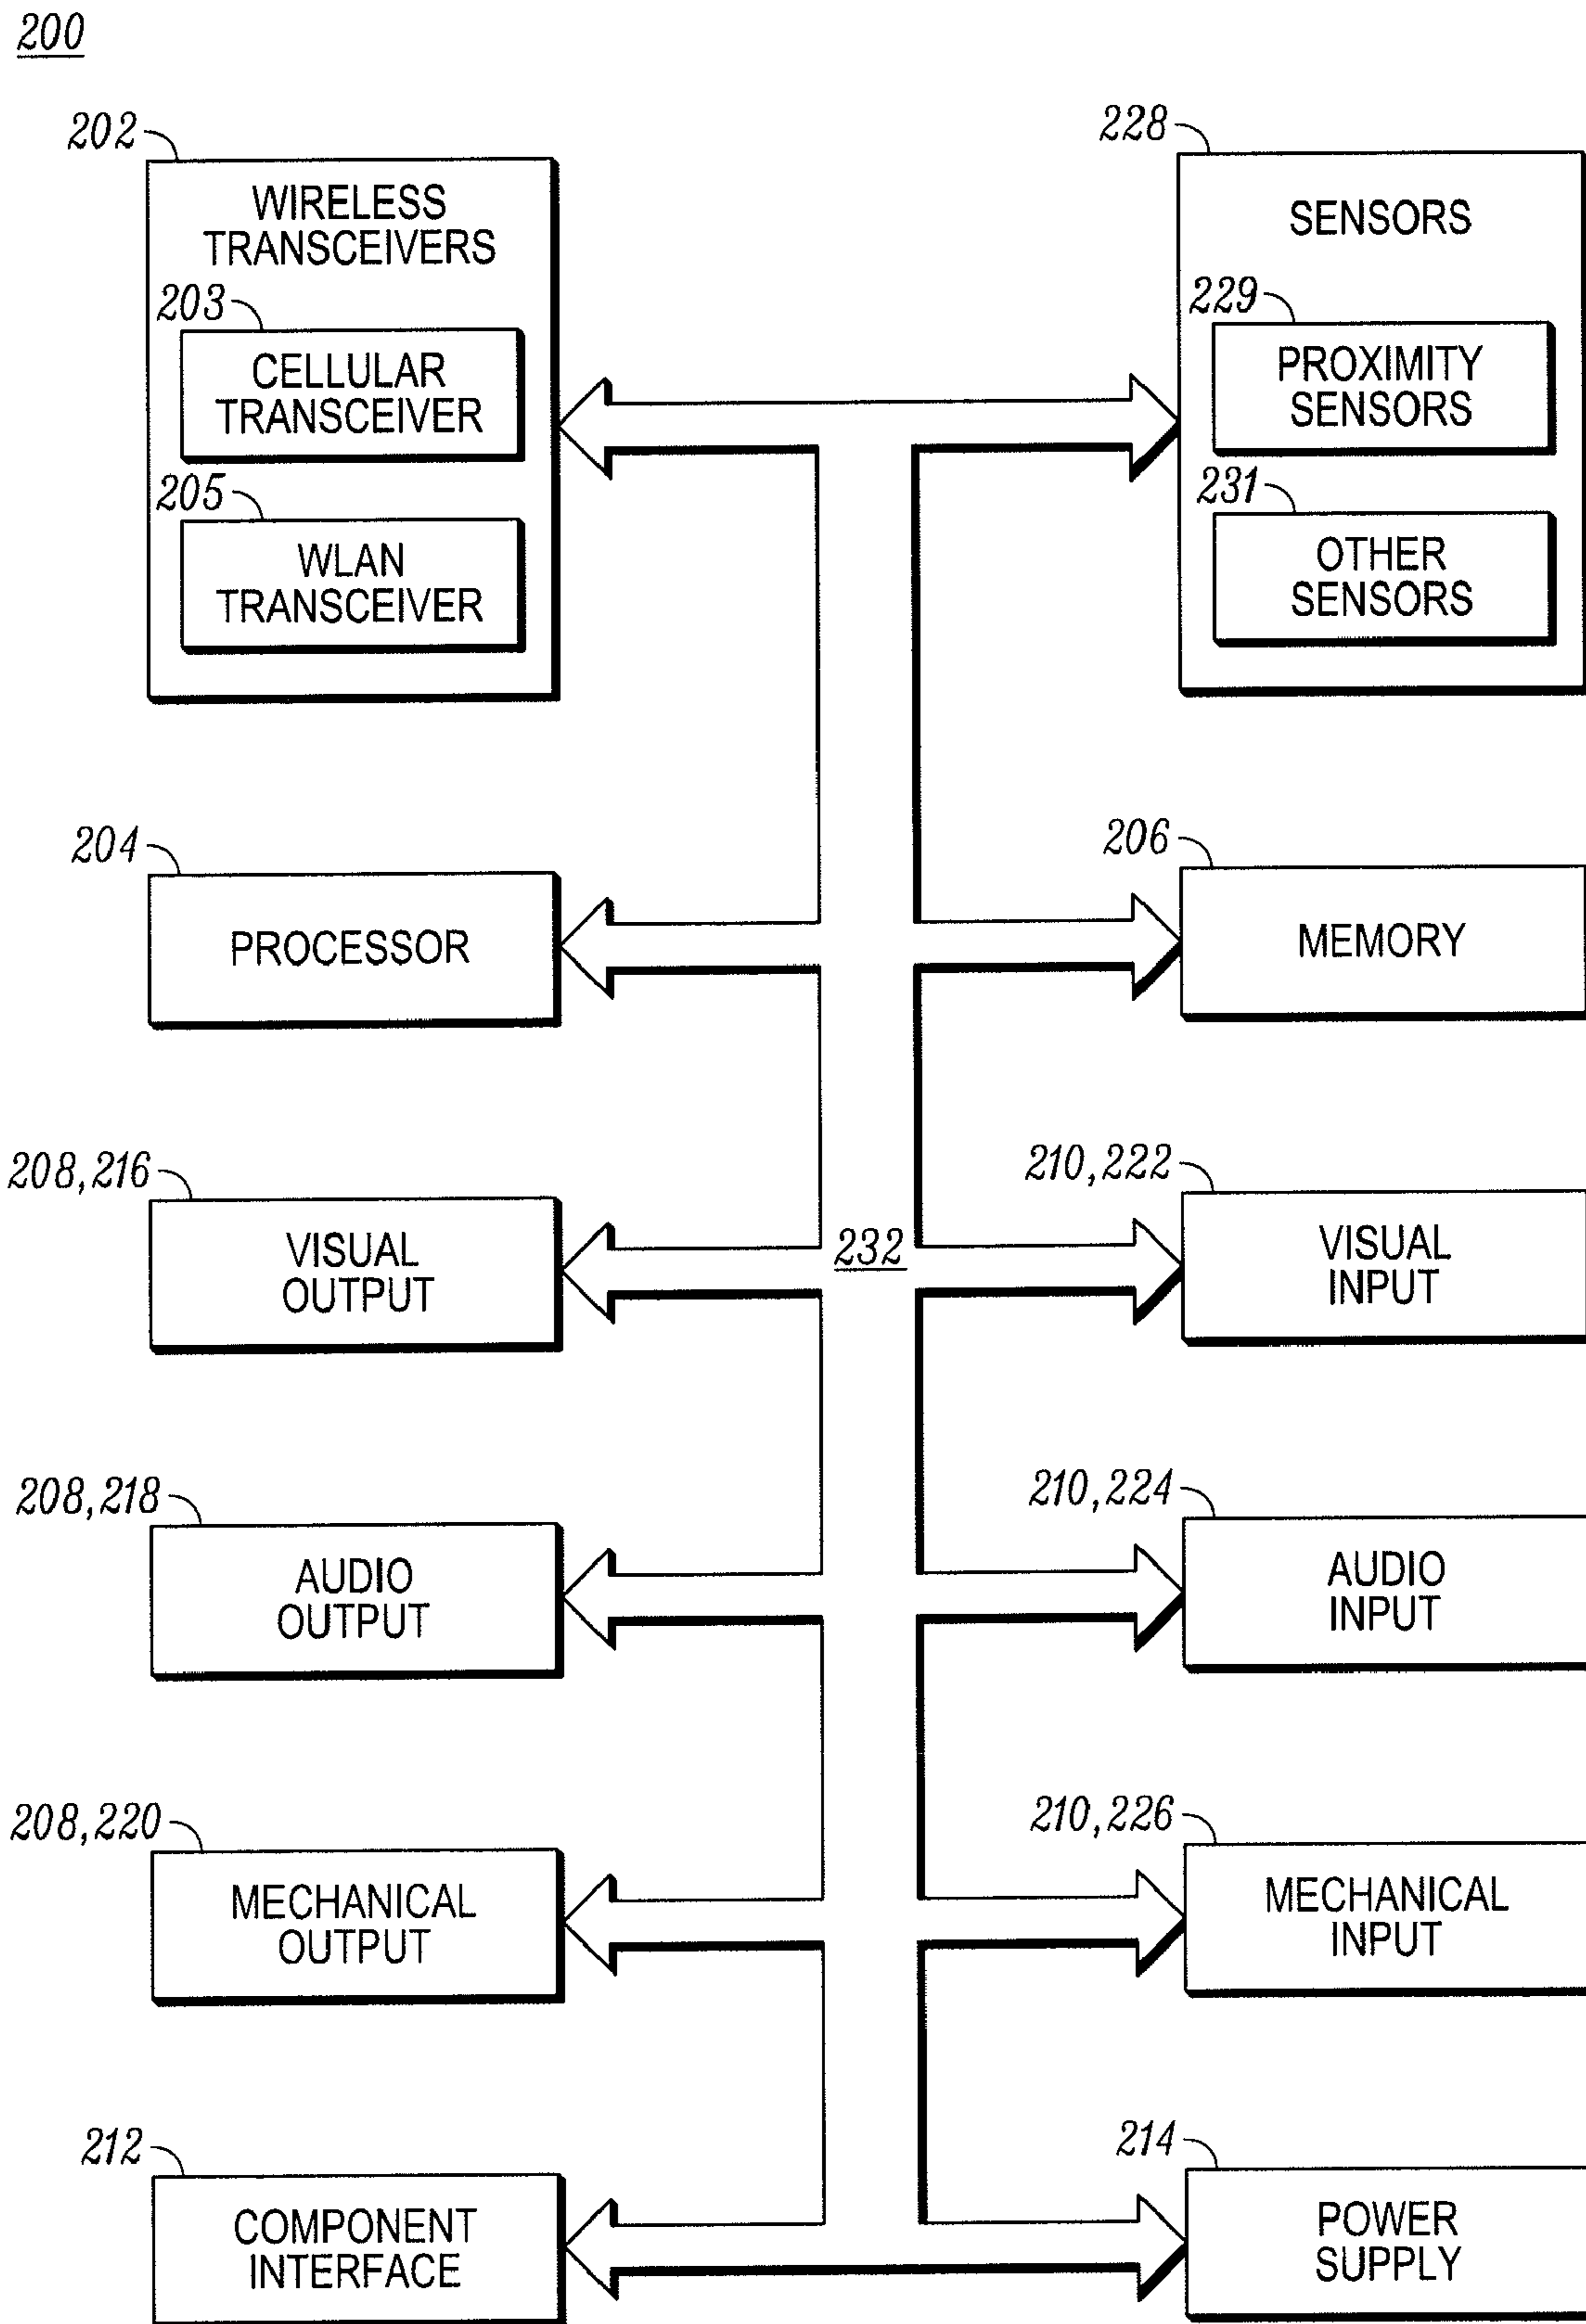 200
202
WIRELESS
TRANSCEIVERS
203
CELLULAR
TRANSCEIVER
205
WLAN
TRANSCEIVER
228
SENSORS
229
PROXIMITY
SENSORS
231
OTHER
SENSORS
204
PROCESSOR
206
MEMORY
208,216
VISUAL
OUTPUT
232
210,222
VISUAL
INPUT
208,218
AUDIO
OUTPUT
210,224
AUDIO
INPUT
208,220
MECHANICAL
OUTPUT
210,226
MECHANICAL
INPUT
212
COMPONENT
INTERFACE
214
POWER
SUPPLY